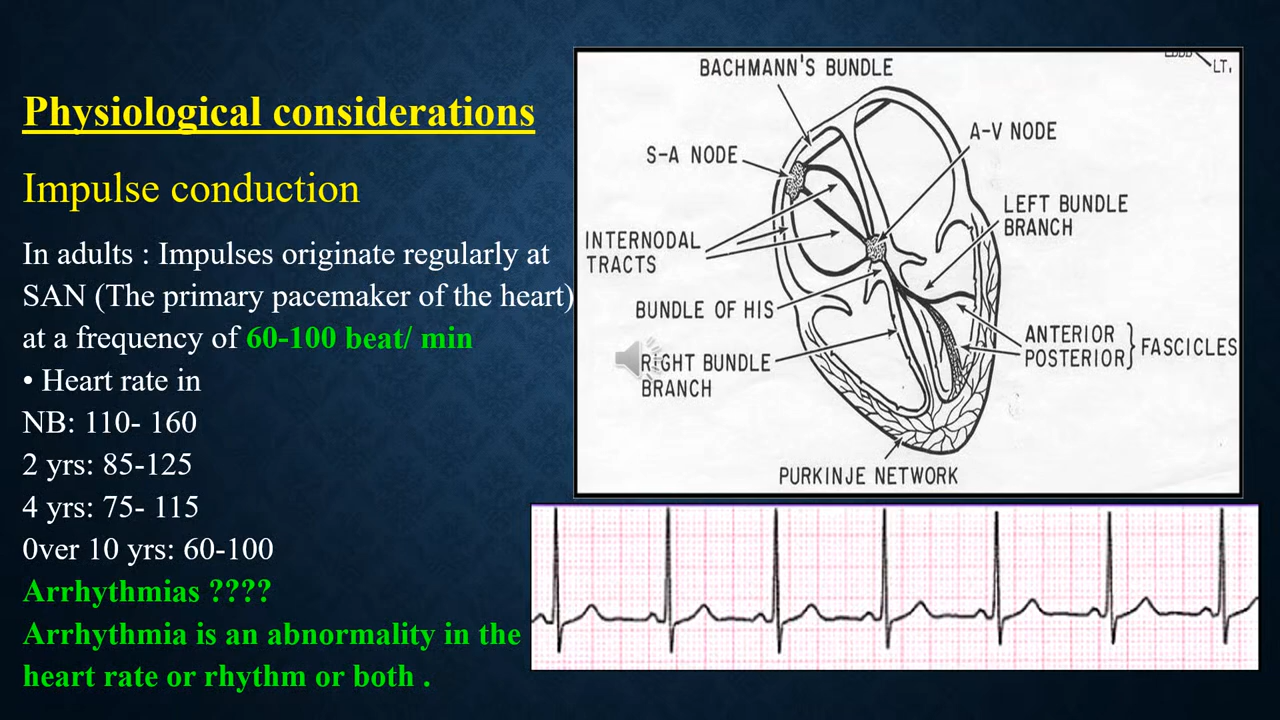 Physiological considerations
Impulse conduction
In adults : Impulses originate regularly at
SAN (The primary pacemaker of the heart)
at a frequency of 60-100 beat/ min
• Heart rate in
NB: 110- 160
2 yrs: 85-125
4 yrs: 75- 115
0ver 10 yrs: 60-100
Arrhythmias ????
Arrhythmia is an abnormality in the
heart rate or rhythm or both .
LT.
BACHMANN'S BUNDLE
A-V NODE
S-A NODE
LEFT BUNDLE
BRANCH
INTERNODAL
TRACTS
BUNDLE OF HIS
ANTERIOR
POSTERIOR
FASCICLES
RIGHT BUNDLE
BRANCH
PURKINJE NETWORK